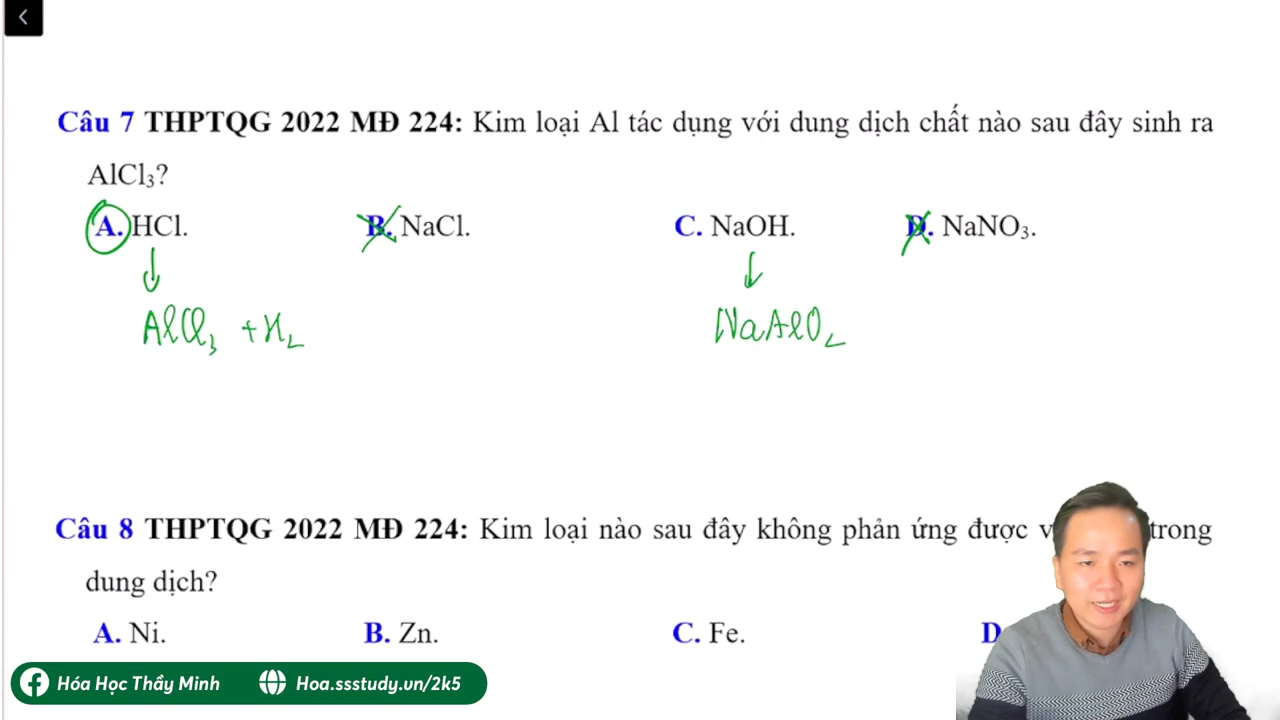 Câu 7 THPTQG 2022 MĐ 224: Kim loại Al tác dụng với dung dịch chất nào sau đây sinh ra
AlCl₃?
A. HCl. B. NaCl. C. NaOH. D. NaNO₃.
AlCl₃ + H₂ NaAlO₂
Câu 8 THPTQG 2022 MĐ 224: Kim loại nào sau đây không phản ứng được trong
dung dịch?
A. Ni. B. Zn. C. Fe. D
Hóa Học Thầy Minh Hoa.ssstudy.vn/2k5